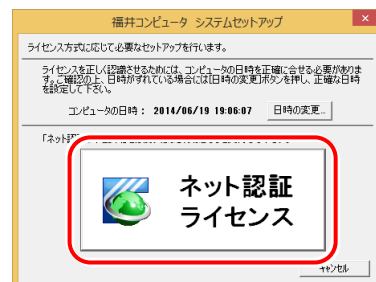 福井コンピュータ システムセットアップ
ライセンス方式に応じて必要なセットアップを行います。
ライセンスを正しく認識させるためには、コンピュータの日時を正確に合せる必要がありま
す。ご確認の上、日時がずれている場合には[日時の変更]ボタンを押し、正確な日時
を設定して下さい。
コンピュータの日時: 2014/06/19 19:06:07 日時の変更...
「ネット認
ネット認証
ライセンス
キャンセル